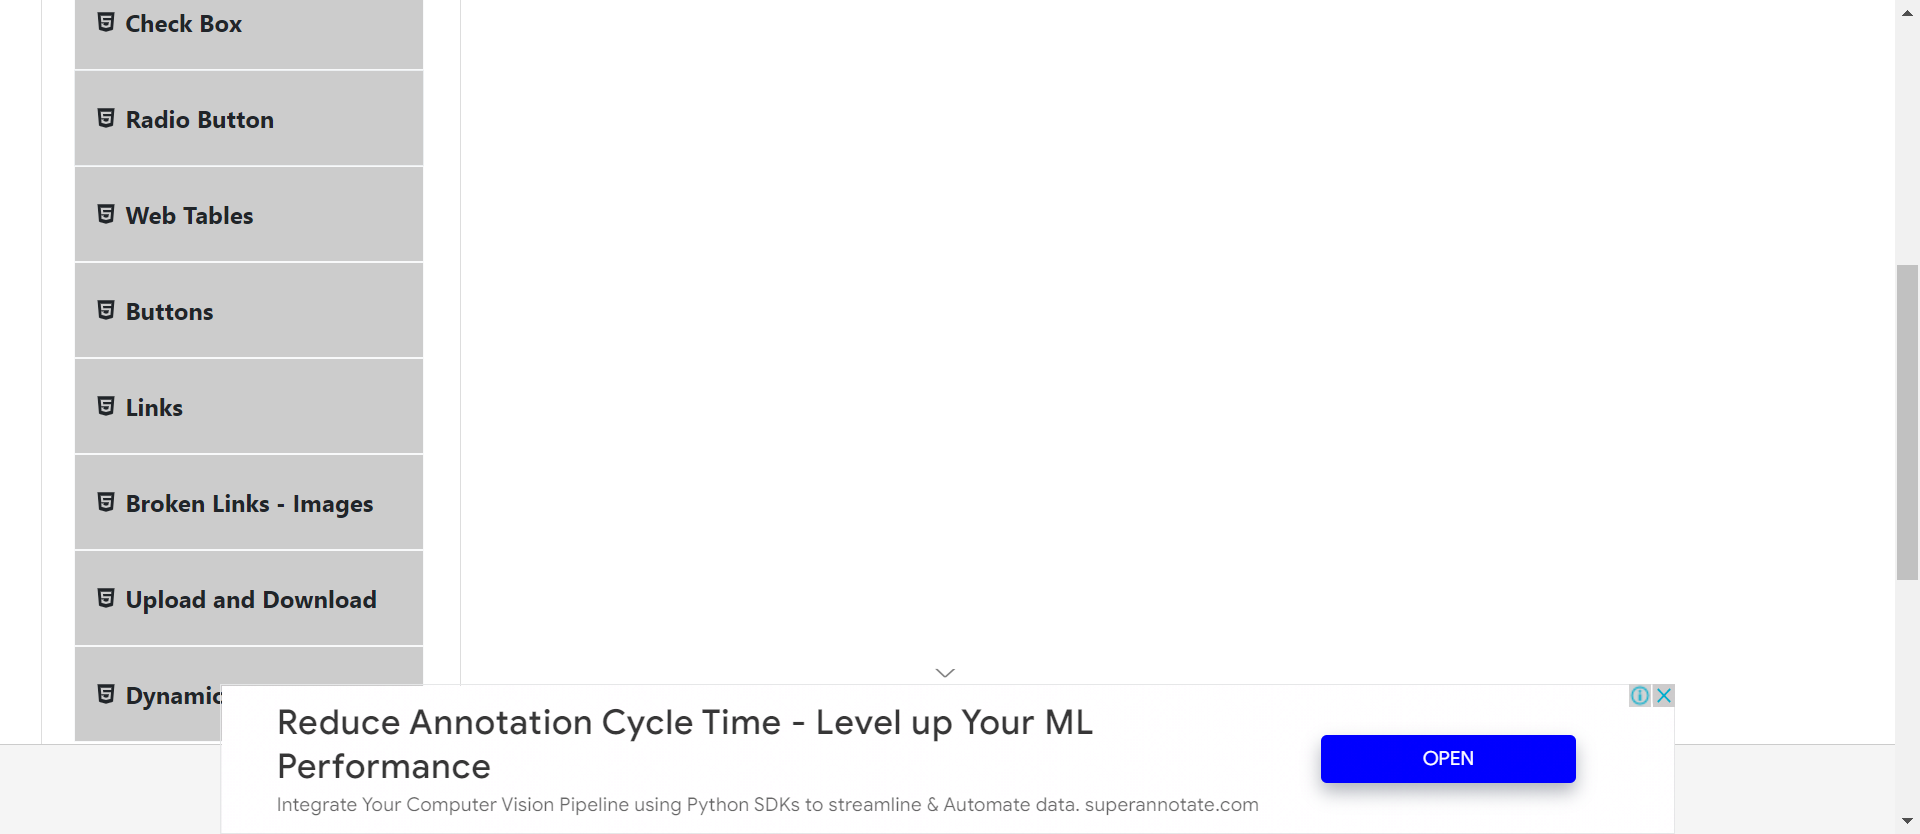 Check Box
Radio Button
Web Tables
Buttons
Links
Broken Links - Images
Upload and Download
Dynamic
Reduce Annotation Cycle Time - Level up Your ML
Performance
Integrate Your Computer Vision Pipeline using Python SDKs to streamline & Automate data. superannotate.com
OPEN